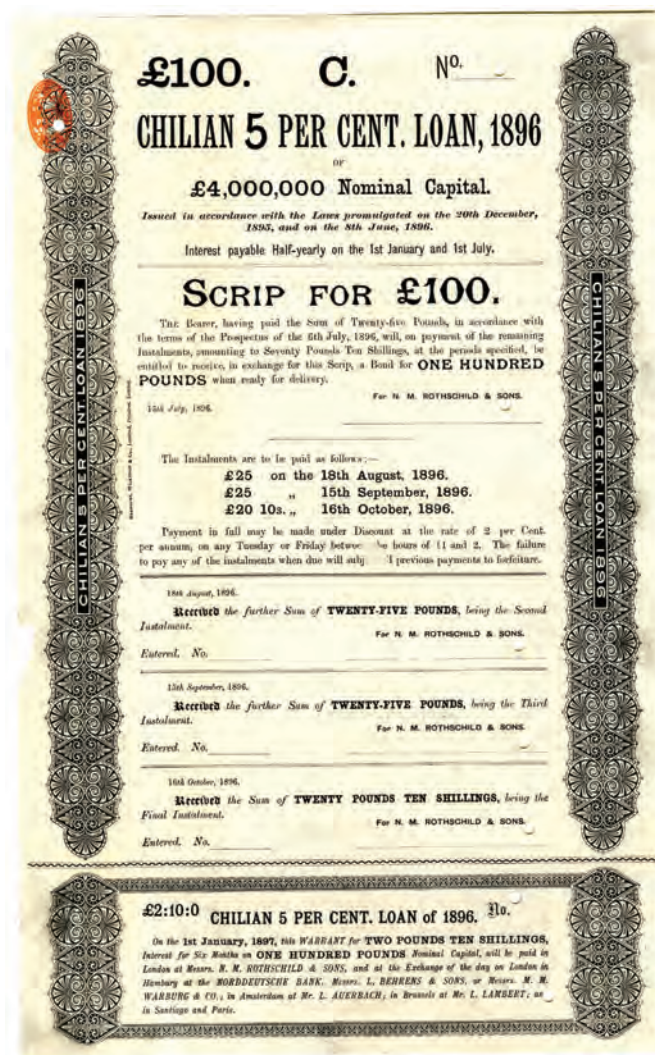 £100. C. No.
CHILIAN 5 PER CENT. LOAN, 1896
OF
£4,000,000 Nominal Capital.
Issued in accordance with the Laws promulgated on the 20th December,
1895, and on the 8th June, 1896.
Interest payable Half-yearly on the 1st January and 1st July.
SCRIP FOR £100.
THE Bearer, having paid the Sum of Twenty-five Pounds, in accordance with
the terms of the Prospectus of the 6th July, 1896, will, on payment of the remaining
Instalments, amounting to Seventy Pounds Ten Shillings, at the periods specified, be
entitled to receive, in exchange for this Scrip, a Bond for ONE HUNDRED
POUNDS when ready for delivery.
For N. M. ROTHSCHILD & SONS.
15th July, 1896.
The Instalments are to be paid as follows:—
£25 on the 18th August, 1896.
£25 „ 15th September, 1896.
£20 10s. „ 16th October, 1896.
Payment in full may be made under Discount at the rate of 2 per Cent.
per annum, on any Tuesday or Friday betwee he hours of 11 and 2. The failure
to pay any of the instalments when due will subj l previous payments to forfeiture.
18th August, 1896.
Received the further Sum of TWENTY-FIVE POUNDS, being the Second
Instalment.
For N. M. ROTHSCHILD & SONS.
Entered. No.
15th September, 1896.
Received the further Sum of TWENTY-FIVE POUNDS, being the Third
Instalment.
For N. M. ROTHSCHILD & SONS.
Entered. No.
16th October, 1896.
Received the Sum of TWENTY POUNDS TEN SHILLINGS, being the
Final Instalment.
For N. M. ROTHSCHILD & SONS.
Entered. No.
CHILIAN 5 PER CENT LOAN 1896
CHILIAN 5 PER CENT LOAN 1896
£2:10:0 CHILIAN 5 PER CENT. LOAN of 1896. No.
On the 1st January, 1897, this WARRANT for TWO POUNDS TEN SHILLINGS,
Interest for Six Months on ONE HUNDRED POUNDS Nominal Capital, will be paid in
London at Messrs. N. M. ROTHSCHILD & SONS, and at the Exchange of the day on London in
Hamburg at the NORDDEUTSCHE BANK, Messrs. L. BEHRENS & SONS, or Messrs. M. M.
WARBURG & CO.; in Amsterdam at Mr. L. AUERBACH; in Brussels at Mr. L. LAMBERT; as
in Santiago and Paris.